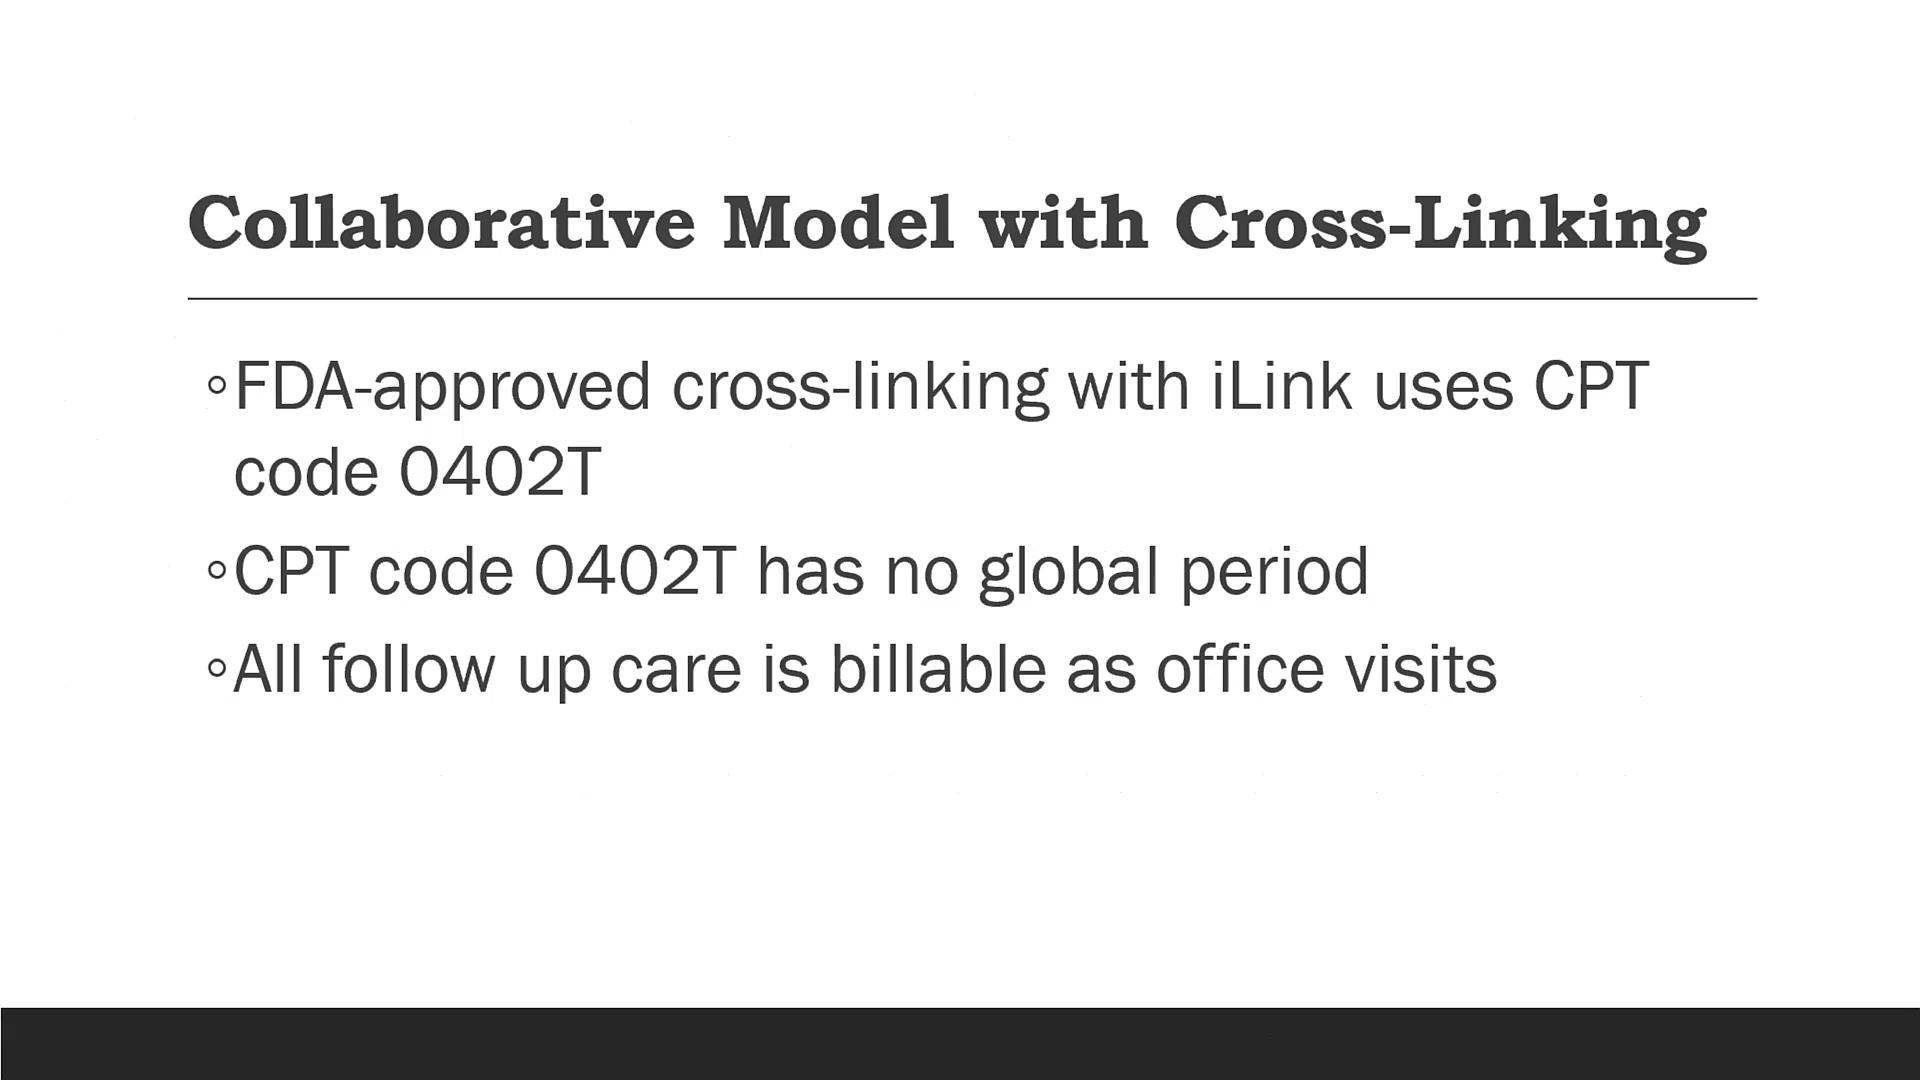 Collaborative Model with Cross-Linking
◦FDA-approved cross-linking with iLink uses CPT
code 0402T
◦CPT code 0402T has no global period
◦All follow up care is billable as office visits